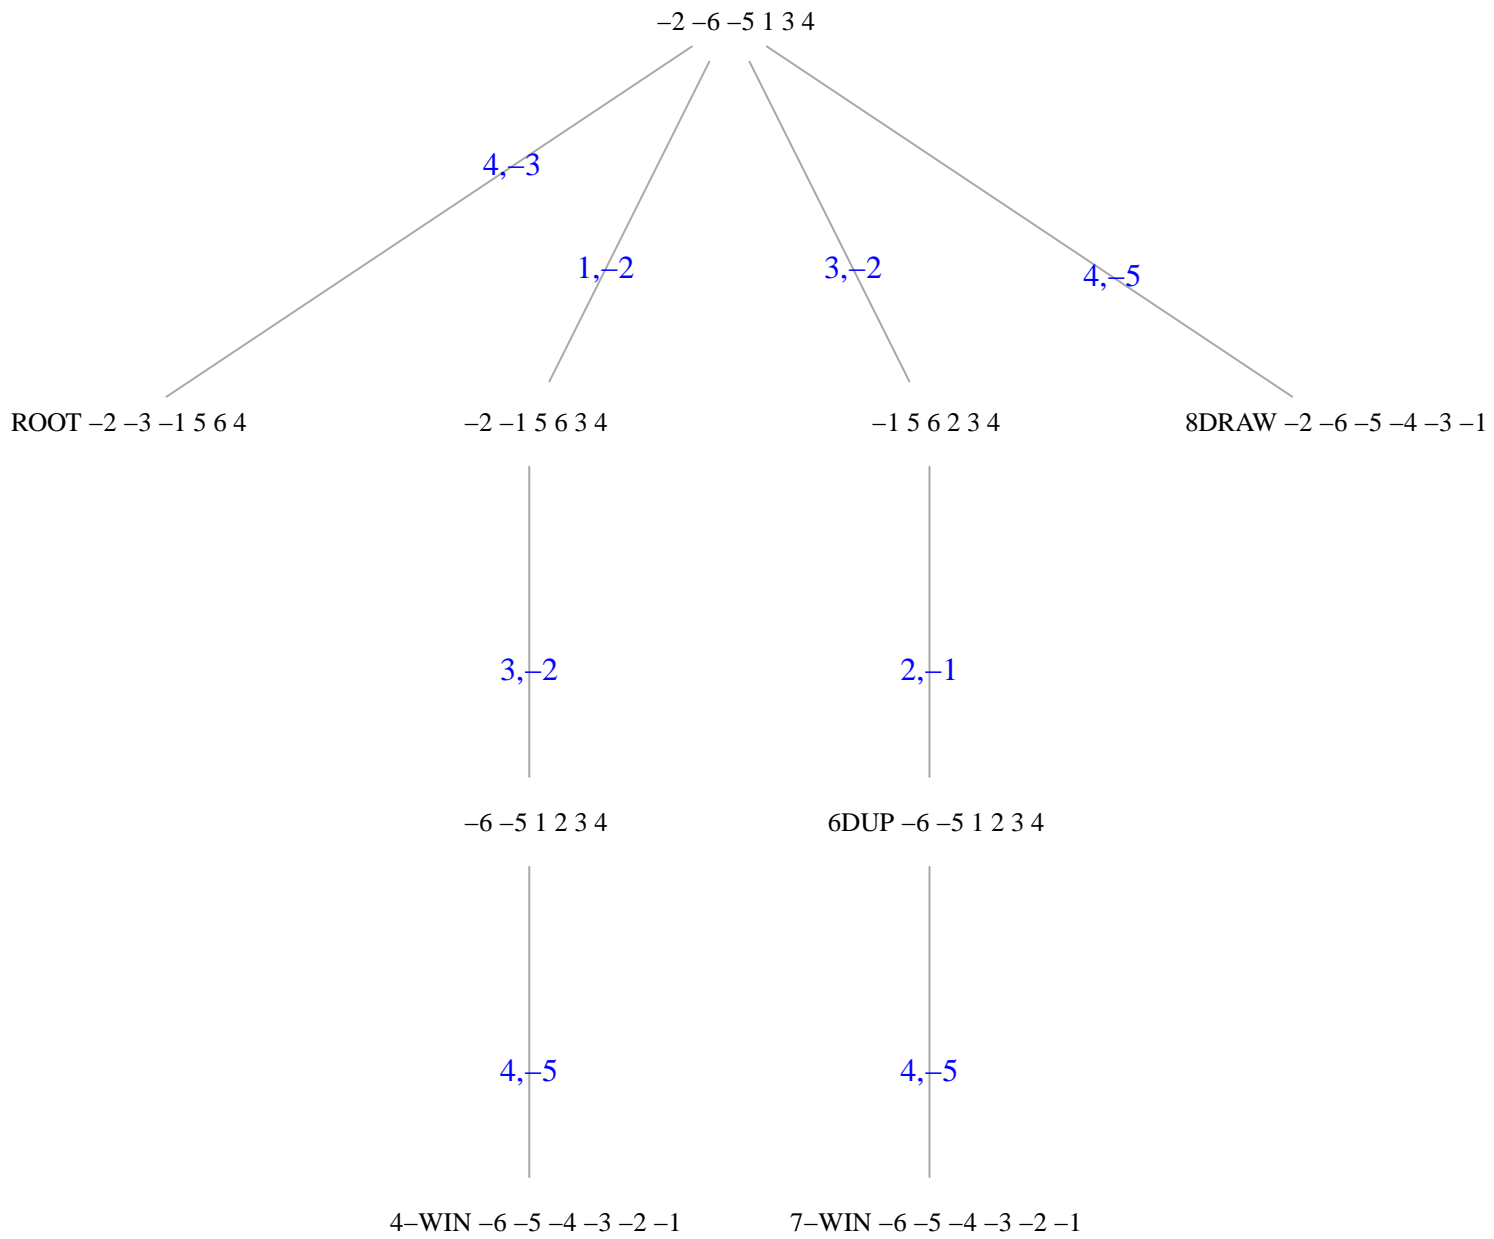 –2 –6 –5 1 3 4
4,–3
1,–2
3,–2
4,–5
ROOT –2 –3 –1 5 6 4
–2 –1 5 6 3 4
–1 5 6 2 3 4
8DRAW –2 –6 –5 –4 –3 –1
3,–2
2,–1
–6 –5 1 2 3 4
6DUP –6 –5 1 2 3 4
4,–5
4,–5
4–WIN –6 –5 –4 –3 –2 –1
7–WIN –6 –5 –4 –3 –2 –1